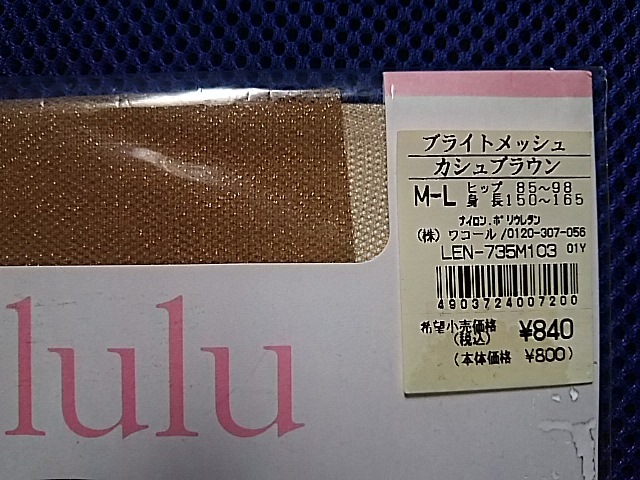 ブライトメッシュ
カシュブラウン
M-L ヒップ 85~98
身長150~165
ナイロン、ポリウレタン
(株)ワコール/0120-307-056
LEN-735M103 01Y
4903724007200
希望小売価格 ¥840
(税込)
(本体価格 ¥800)
lulu